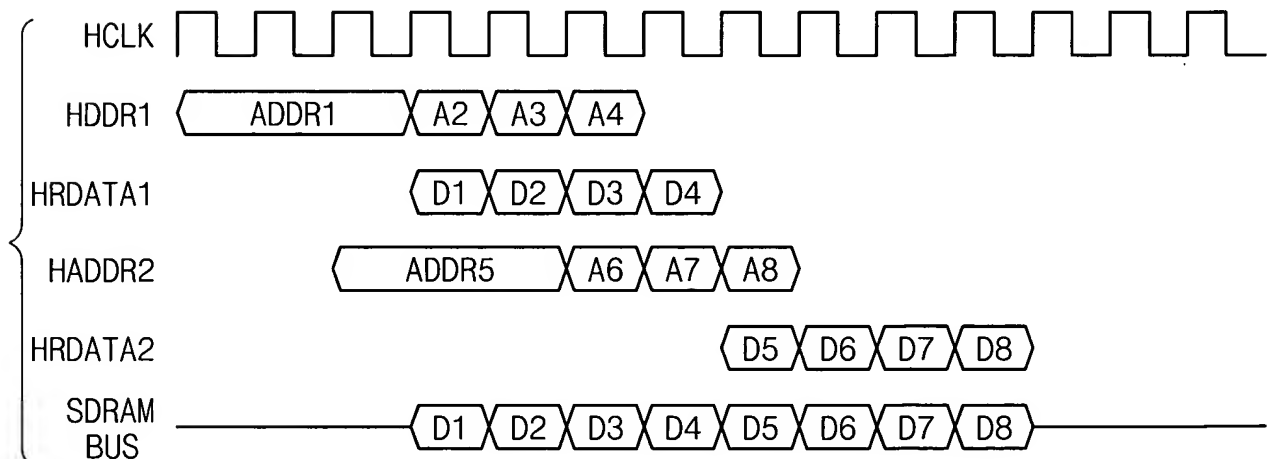 HCLK
HDDR1 ADDR1 A2 A3 A4
HRDATA1 D1 D2 D3 D4
HADDR2 ADDR5 A6 A7 A8
HRDATA2 D5 D6 D7 D8
SDRAM
BUS D1 D2 D3 D4 D5 D6 D7 D8